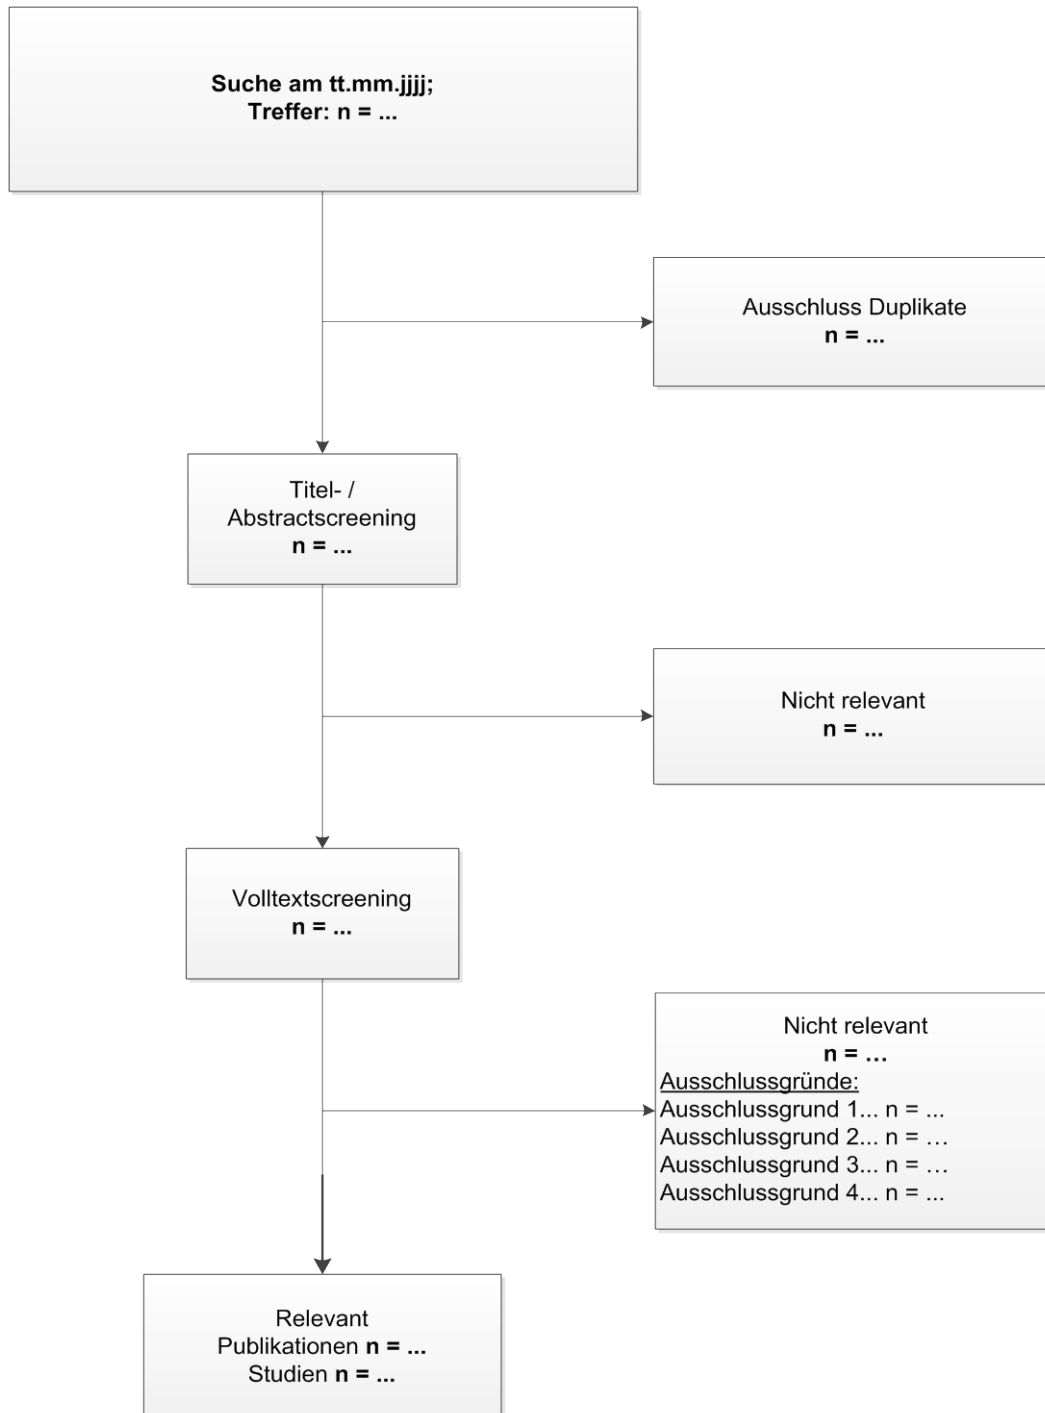 Suche am tt.mm.jjjj;
Treffer: n = ...
Ausschluss Duplikate
n = ...
Titel- /
Abstractscreening
n = ...
Nicht relevant
n = ...
Volltextscreening
n = ...
Nicht relevant
n = ...
Ausschlussgründe:
Ausschlussgrund 1... n = ...
Ausschlussgrund 2... n = ...
Ausschlussgrund 3... n = ...
Ausschlussgrund 4... n = ...
Relevant
Publikationen n = ...
Studien n = ...